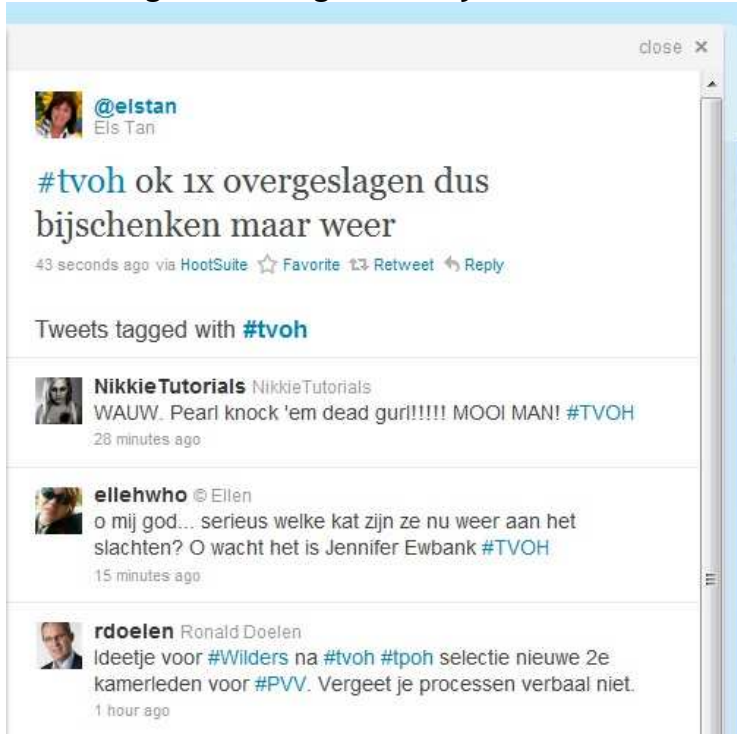 close ×
@elstan
Els Tan
#tvoh ok 1x overgeslagen dus
bijschenken maar weer
43 seconds ago via HootSuite Favorite Retweet Reply
Tweets tagged with #tvoh
NikkieTutorials NikkieTutorials
WAUW. Pearl knock 'em dead gurl!!!!! MOOI MAN! #TVOH
28 minutes ago
ellehwho © Ellen
o mij god... serieus welke kat zijn ze nu weer aan het
slachten? O wacht het is Jennifer Ewbank #TVOH
15 minutes ago
rdoelen Ronald Doelen
Ideetje voor #Wilders na #tvoh #tpoh selectie nieuwe 2e
kamerleden voor #PVV. Vergeet je processen verbaal niet.
1 hour ago